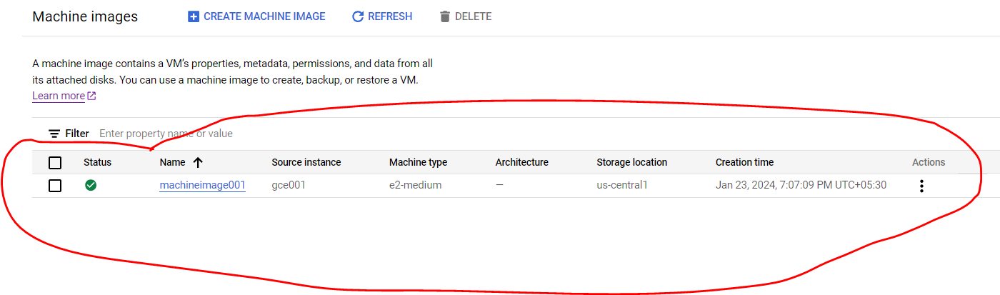 Machine images CREATE MACHINE IMAGE REFRESH DELETE
A machine image contains a VM’s properties, metadata, permissions, and data from all
its attached disks. You can use a machine image to create, backup, or restore a VM.
Learn more
Filter Enter property name or value
Status Name Source instance Machine type Architecture Storage location Creation time Actions
machineimage001 gce001 e2-medium — us-central1 Jan 23, 2024, 7:07:09 PM UTC+05:30